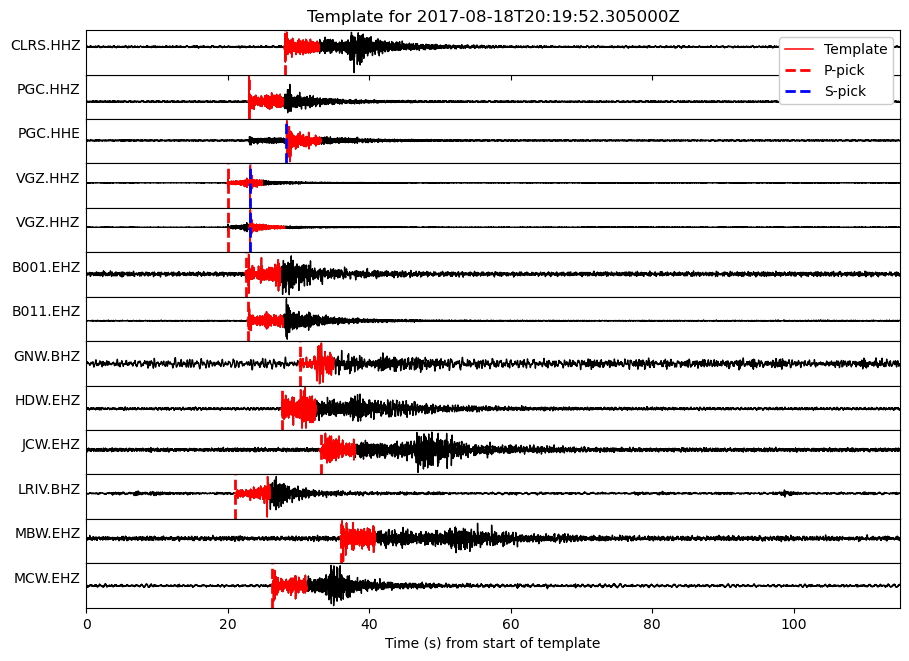 Template for 2017-08-18T20:19:52.305000Z
CLRS.HHZ
Template
P-pick
S-pick
PGC.HHZ
PGC.HHE
VGZ.HHZ
VGZ.HHZ
B001.EHZ
B011.EHZ
GNW.BHZ
HDW.EHZ
JCW.EHZ
LRIV.BHZ
MBW.EHZ
MCW.EHZ
0 20 40 60 80 100
Time (s) from start of template